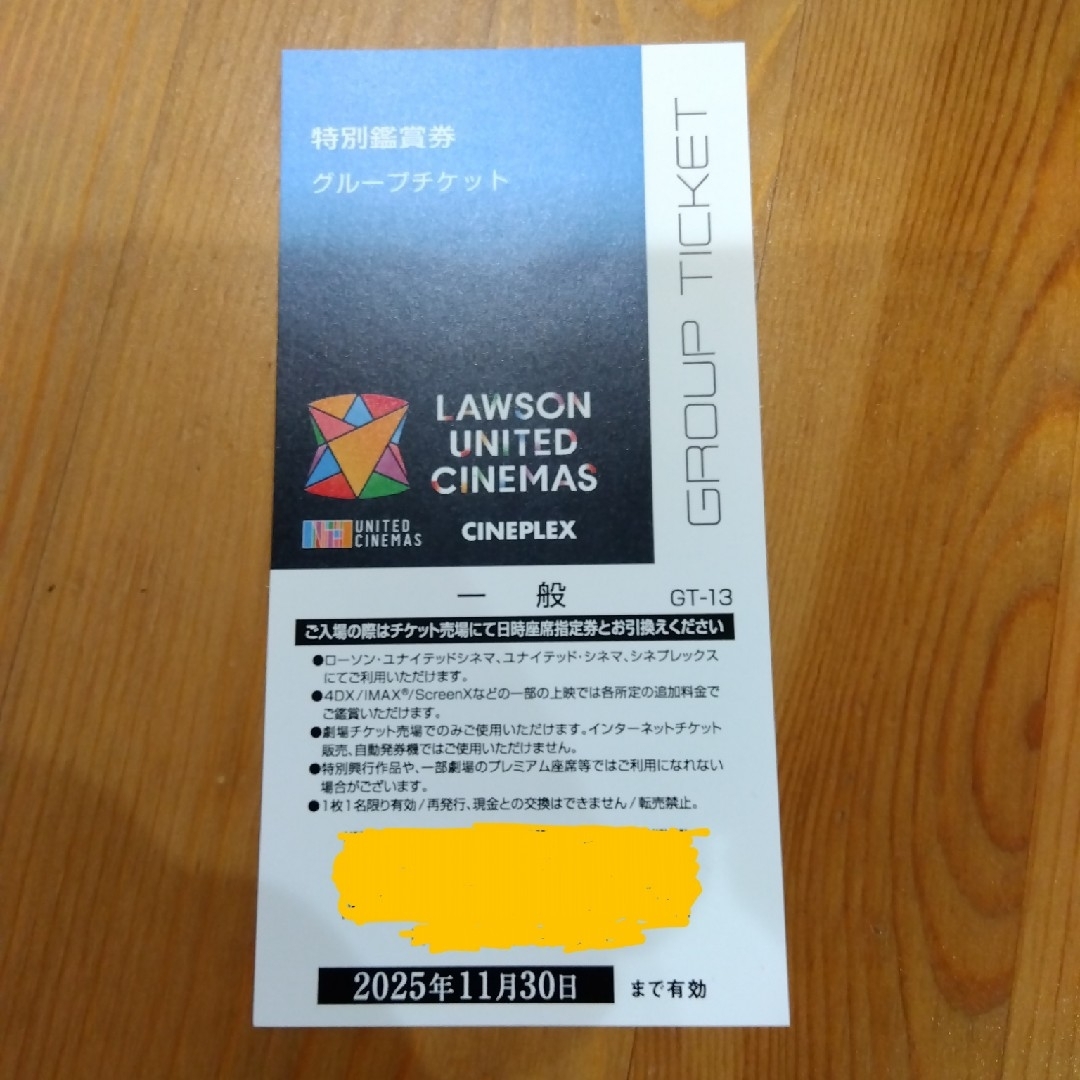 特別鑑賞券
グループチケット
GROUP TICKET
LAWSON
UNITED
CINEMAS
UNITED
CINEMAS
CINEPLEX
一 般
GT-13
ご入場の際はチケット売場にて日時座席指定券とお引換えください
●ローソン・ユナイテッドシネマ、ユナイテッド・シネマ、シネプレックス
にてご利用いただけます。
●4DX/IMAX®/ScreenXなどの一部の上映では各所定の追加料金で
ご鑑賞いただけます。
●劇場チケット売場でのみご使用いただけます。インターネットチケット
販売、自動発券機ではご使用いただけません。
●特別興行作品や、一部劇場のプレミアム座席等ではご利用になれない
場合がございます。
●1枚1名限り有効/再発行、現金との交換はできません/転売禁止。
2025年11月30日 まで有効